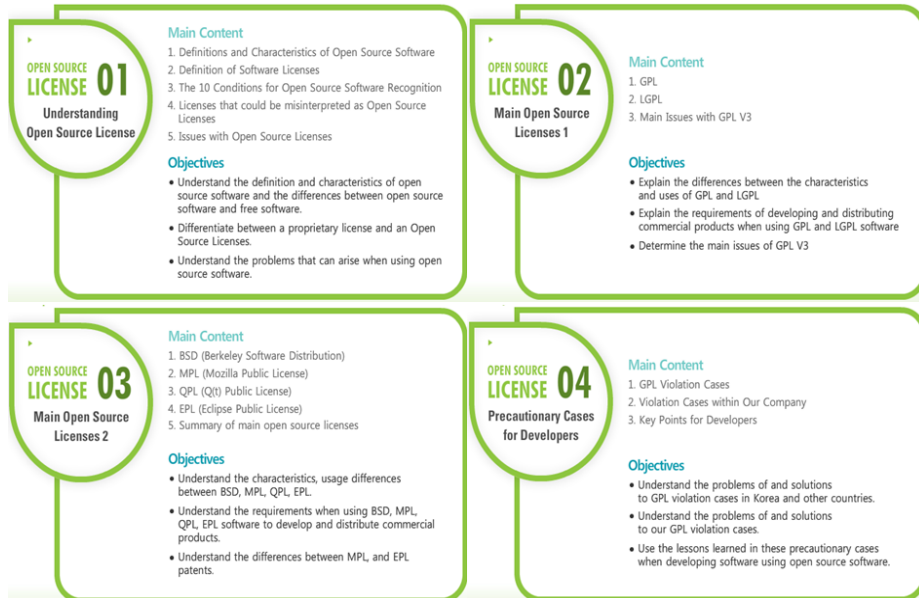 OPEN SOURCE
LICENSE 01
Understanding
Open Source License
Main Content
1. Definitions and Characteristics of Open Source Software
2. Definition of Software Licenses
3. The 10 Conditions for Open Source Software Recognition
4. Licenses that could be misinterpreted as Open Source
Licenses
5. Issues with Open Source Licenses
Objectives
• Understand the definition and characteristics of open
source software and the differences between open source
software and free software.
• Differentiate between a proprietary license and an Open
Source Licenses.
• Understand the problems that can arise when using open
source software.
OPEN SOURCE
LICENSE 02
Main Open Source
Licenses 1
Main Content
1. GPL
2. LGPL
3. Main Issues with GPL V3
Objectives
• Explain the differences between the characteristics
and uses of GPL and LGPL
• Explain the requirements of developing and distributing
commercial products when using GPL and LGPL software
• Determine the main issues of GPL V3
OPEN SOURCE
LICENSE 03
Main Open Source
Licenses 2
Main Content
1. BSD (Berkeley Software Distribution)
2. MPL (Mozilla Public License)
3. QPL (Q(t) Public License)
4. EPL (Eclipse Public License)
5. Summary of main open source licenses
Objectives
• Understand the characteristics, usage differences
between BSD, MPL, QPL, EPL.
• Understand the requirements when using BSD, MPL,
QPL, EPL software to develop and distribute commercial
products.
• Understand the differences between MPL, and EPL
patents.
OPEN SOURCE
LICENSE 04
Precautionary Cases
for Developers
Main Content
1. GPL Violation Cases
2. Violation Cases within Our Company
3. Key Points for Developers
Objectives
• Understand the problems of and solutions
to GPL violation cases in Korea and other countries.
• Understand the problems of and solutions
to our GPL violation cases.
• Use the lessons learned in these precautionary cases
when developing software using open source software.